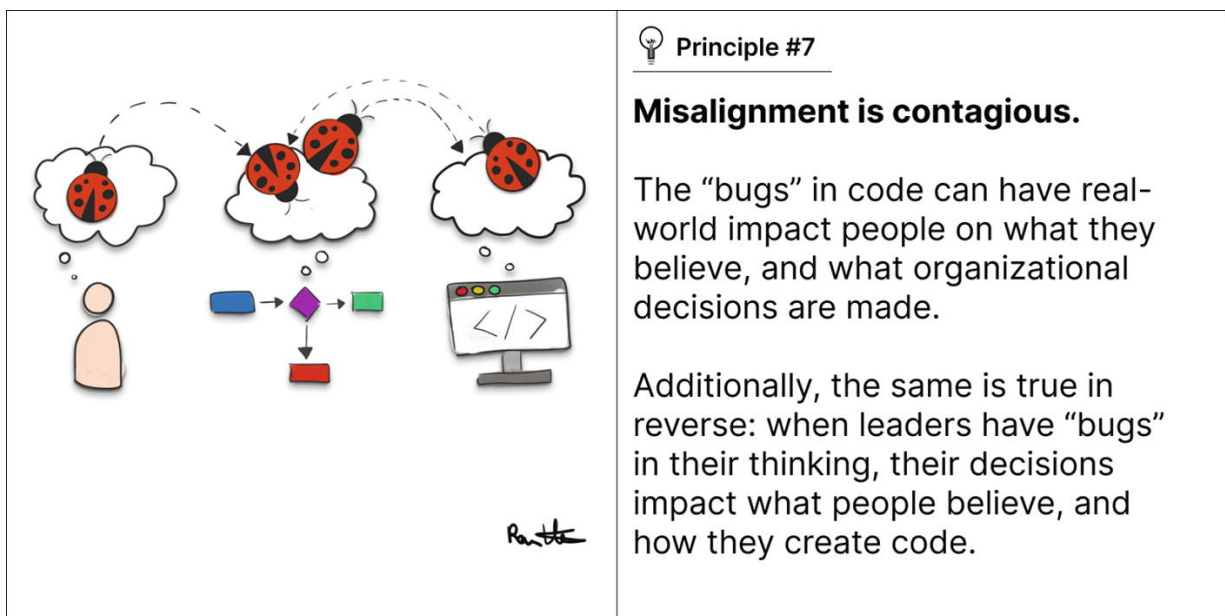 Principle #7
Misalignment is contagious.
The “bugs” in code can have real-
world impact people on what they
believe, and what organizational
decisions are made.
Additionally, the same is true in
reverse: when leaders have “bugs”
in their thinking, their decisions
impact what people believe, and
how they create code.
</>